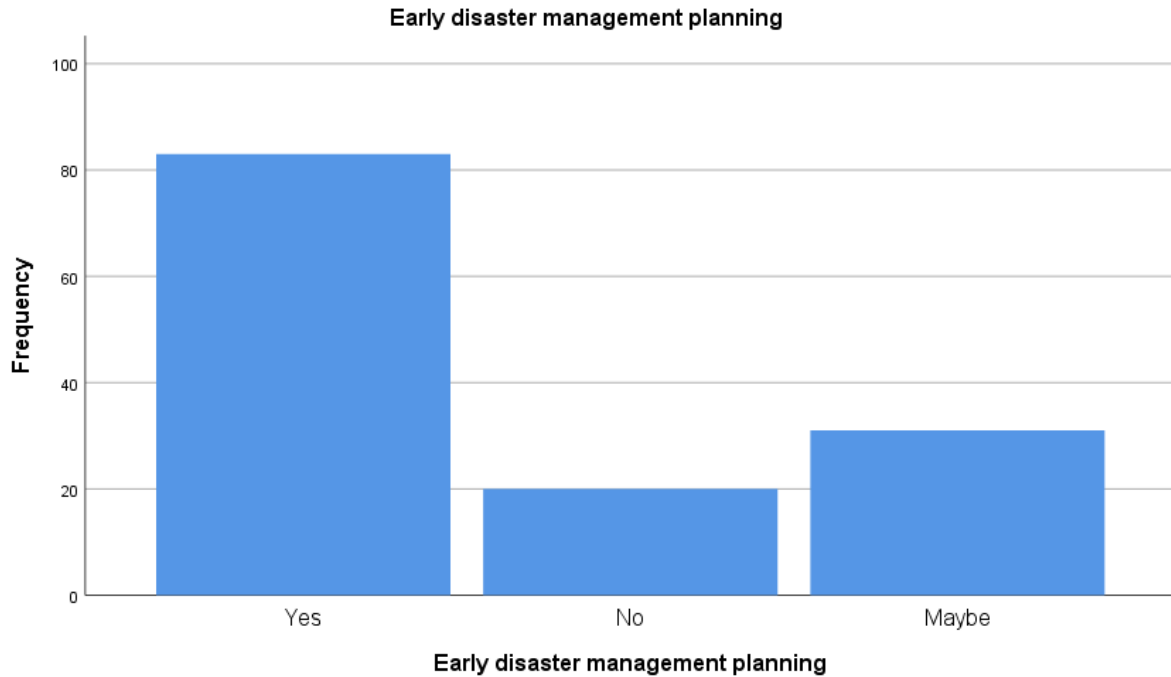 Early disaster management planning
100
80
60
40
20
0
Frequency
Yes No Maybe
Early disaster management planning